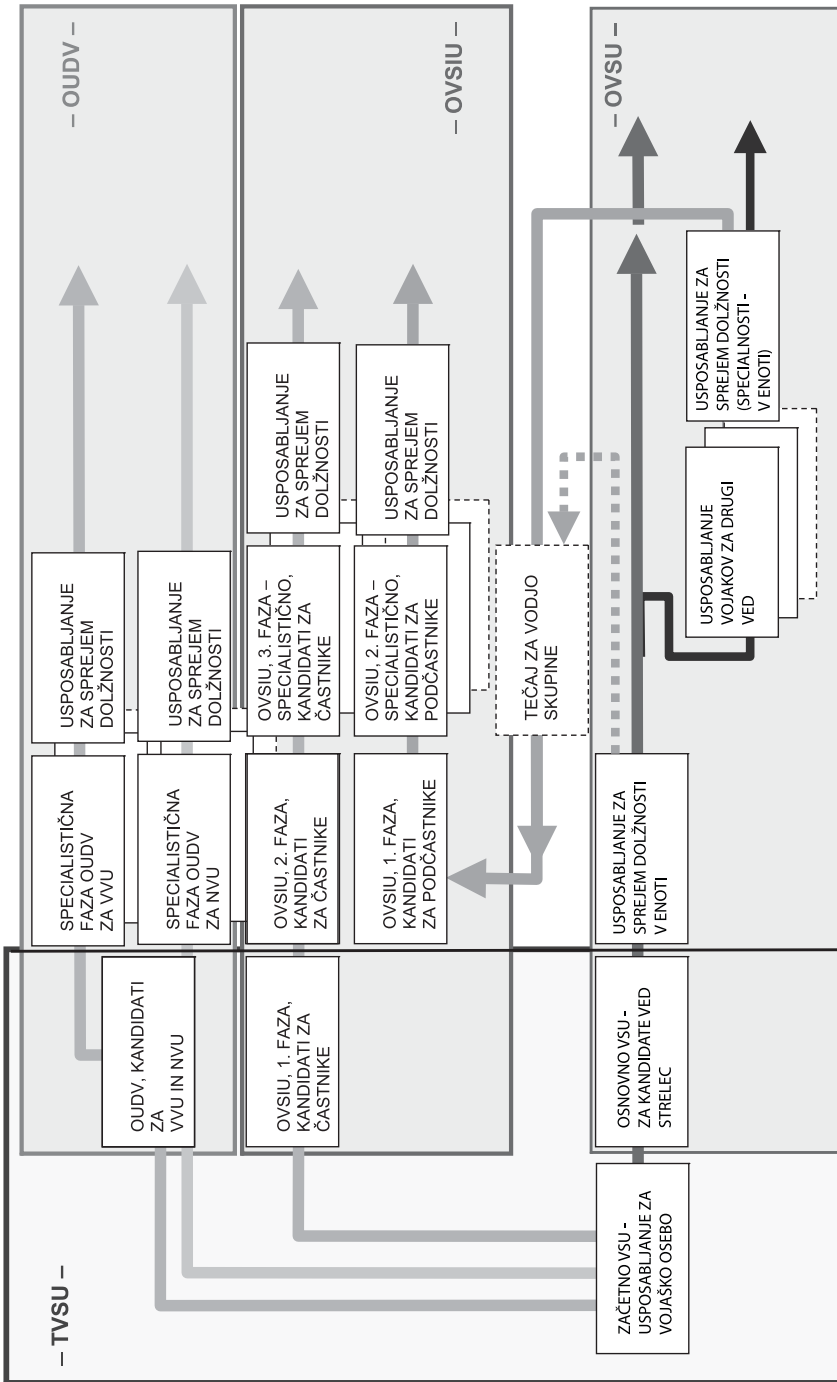 – TVSU –
– OUDV –
OUDV, KANDIDATI
ZA
VVU IN NVU
SPECIALISTIČNA
FAZA OUDV
ZA VVU
USPOSABLJANJE
ZA SPREJEM
DOLŽNOSTI
SPECIALISTIČNA
FAZA OUDV
ZA NVU
USPOSABLJANJE
ZA SPREJEM
DOLŽNOSTI
– OVSIU –
OVSIU, 1. FAZA,
KANDIDATI ZA
ČASTNIKE
OVSIU, 2. FAZA,
KANDIDATI
ZA ČASTNIKE
OVSIU, 3. FAZA –
SPECIALISTIČNO,
KANDIDATI ZA
ČASTNIKE
USPOSABLJANJE
ZA SPREJEM
DOLŽNOSTI
OVSIU, 1. FAZA,
KANDIDATI
ZA PODČASTNIKE
OVSIU, 2. FAZA –
SPECIALISTIČNO,
KANDIDATI ZA
PODČASTNIKE
USPOSABLJANJE
ZA SPREJEM
DOLŽNOSTI
TEČAJ ZA VODJO
SKUPINE
– OVSU –
ZAČETNO VSU -
USPOSABLJANJE ZA
VOJAŠKO OSEBO
OSNOVNO VSU -
ZA KANDIDATE VED
STRELEC
USPOSABLJANJE ZA
SPREJEM DOLŽNOSTI
V ENOTI
USPOSABLJANJE
VOJAKOV ZA DRUGI
VED
USPOSABLJANJE ZA
SPREJEM DOLŽNOSTI
(SPECIALNOSTI -
V ENOTI)